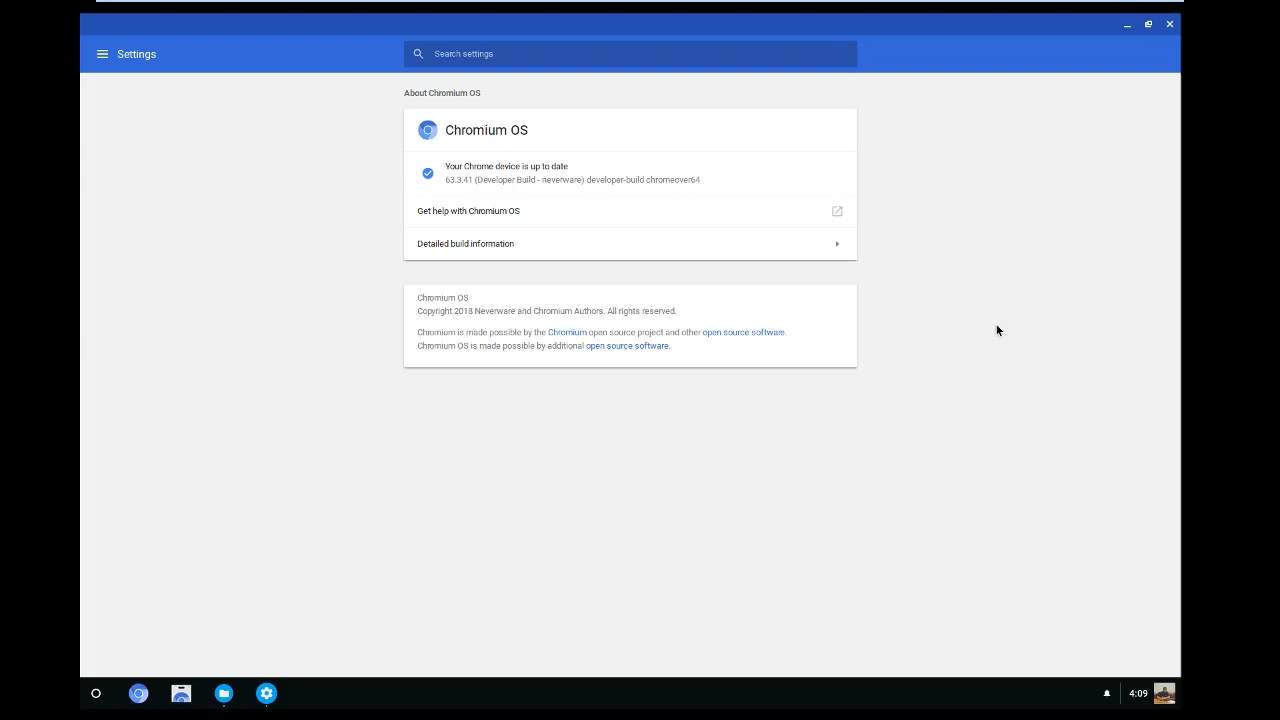 Settings
Search settings
About Chromium OS
Chromium OS
Your Chrome device is up to date
63.3.41 (Developer Build - neverware) developer-build chromeover64
Get help with Chromium OS
Detailed build information
Chromium OS
Copyright 2018 Neverware and Chromium Authors. All rights reserved.
Chromium is made possible by the Chromium open source project and other open source software.
Chromium OS is made possible by additional open source software.
4:09